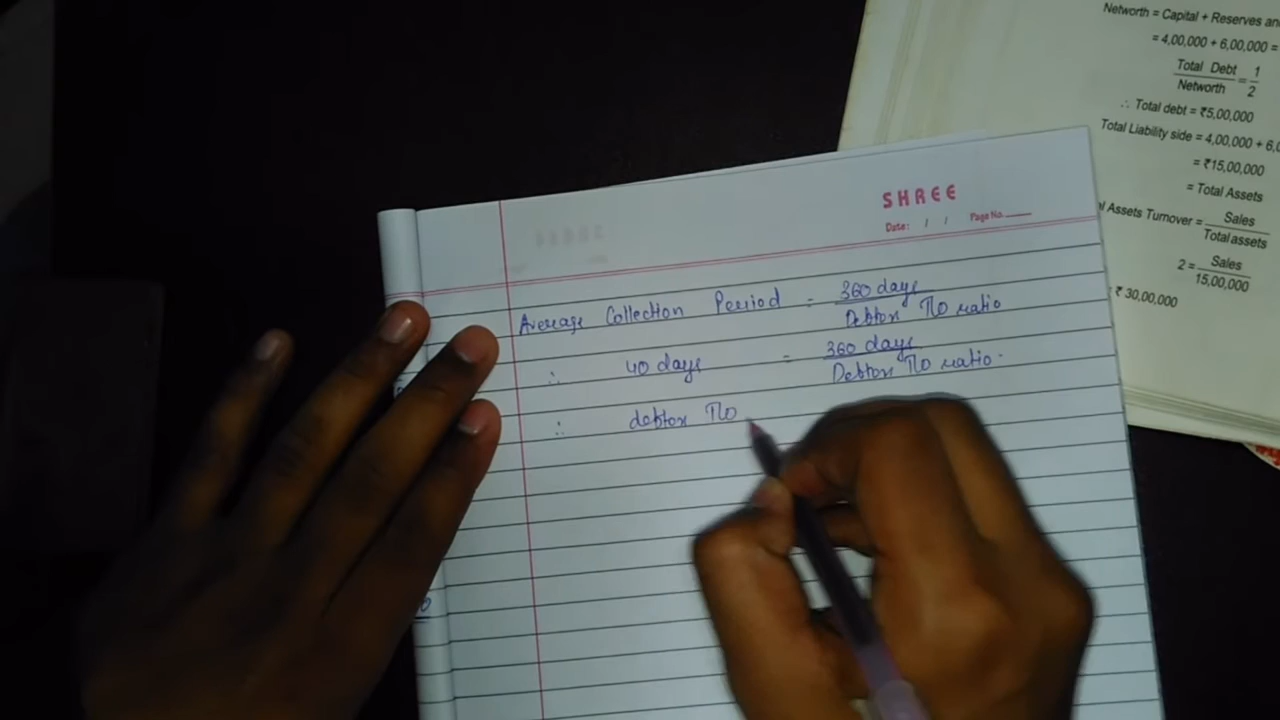 Networth = Capital + Reserves an
= 4,00,000 + 6,00,000 =
Total Debt / Networth = 1 / 2
∴ Total debt = ₹5,00,000
Total Liability side = 4,00,000 + 6,0
= ₹15,00,000
= Total Assets
l Assets Turnover = Sales / Total assets
2 = Sales / 15,00,000
₹ 30,00,000
SHREE
Date: / / Page No.
Average Collection Period = 360 days / Debtor T/O ratio
∴ 40 days = 360 days / Debtor T/O ratio.
∴ debtor T/O